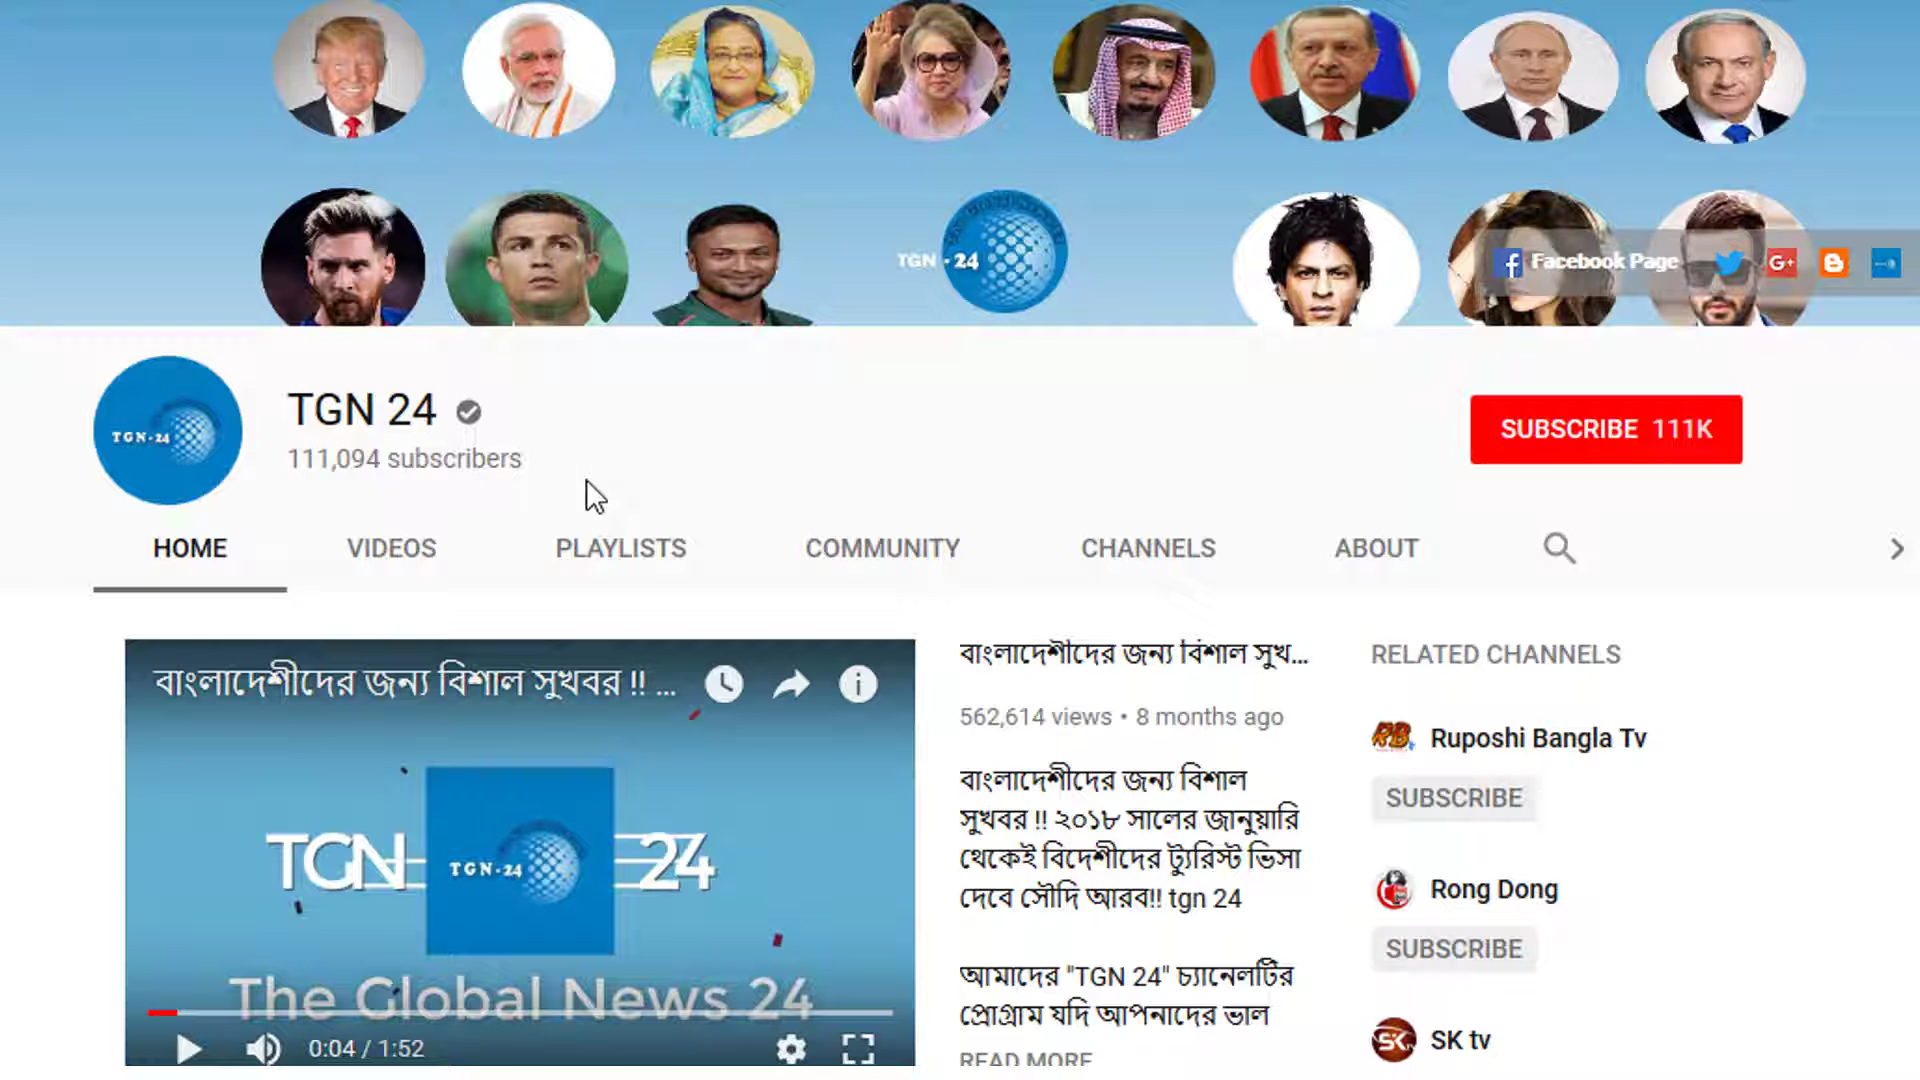 TGN - 24
Facebook Page
TGN-24
TGN 24
111,094 subscribers
SUBSCRIBE 111K
HOME VIDEOS PLAYLISTS COMMUNITY CHANNELS ABOUT
বাংলাদেশীদের জন্য বিশাল সুখবর !! ...
TGN
TGN-24
24
The Global News 24
0:04 / 1:52
বাংলাদেশীদের জন্য বিশাল সুখ...
562,614 views • 8 months ago
বাংলাদেশীদের জন্য বিশাল
সুখবর !! ২০১৮ সালের জানুয়ারি
থেকেই বিদেশীদের ট্যুরিস্ট ভিসা
দেবে সৌদি আরব!! tgn 24
আমাদের "TGN 24" চ্যানেলটির
প্রোগ্রাম যদি আপনাদের ভাল
READ MORE
RELATED CHANNELS
Ruposhi Bangla Tv
SUBSCRIBE
Rong Dong
SUBSCRIBE
SK tv